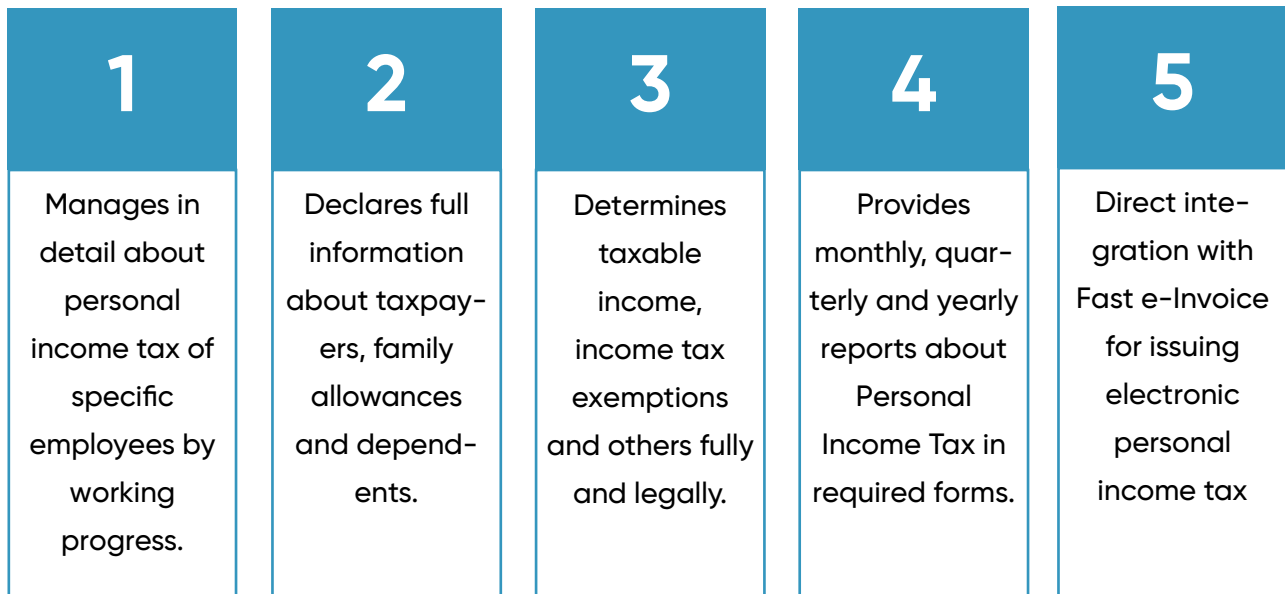 1
Manages in
detail about
personal
income tax of
specific
employees by
working
progress.
2
Declares full
information
about taxpay-
ers, family
allowances
and depend-
ents.
3
Determines
taxable
income,
income tax
exemptions
and others fully
and legally.
4
Provides
monthly, quar-
terly and yearly
reports about
Personal
Income Tax in
required forms.
5
Direct inte-
gration with
Fast e-Invoice
for issuing
electronic
personal
income tax